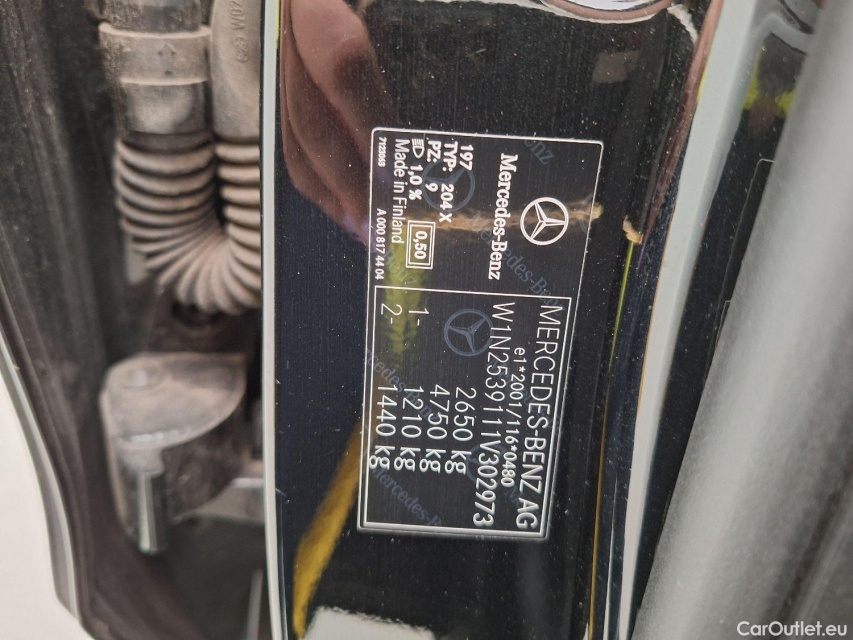 Mercedes-Benz
197
TYP: 204 X
PZ: 9
1,0 %
0,50
Made in Finland
7123063
A 000 817 44 04
MERCEDES-BENZ AG
e1*2001/116*0480
W1N2539111V302973
2650 kg
4750 kg
1- 1210 kg
2- 1440 kg
CarOutlet.eu